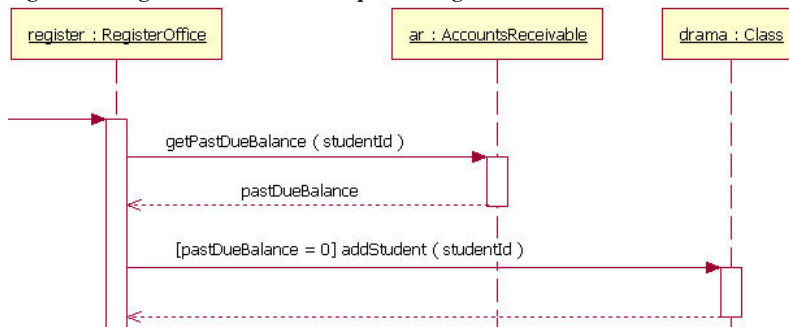 register : RegisterOffice
ar : AccountsReceivable
drama : Class
getPastDueBalance ( studentId )
pastDueBalance
[pastDueBalance = 0] addStudent ( studentId )